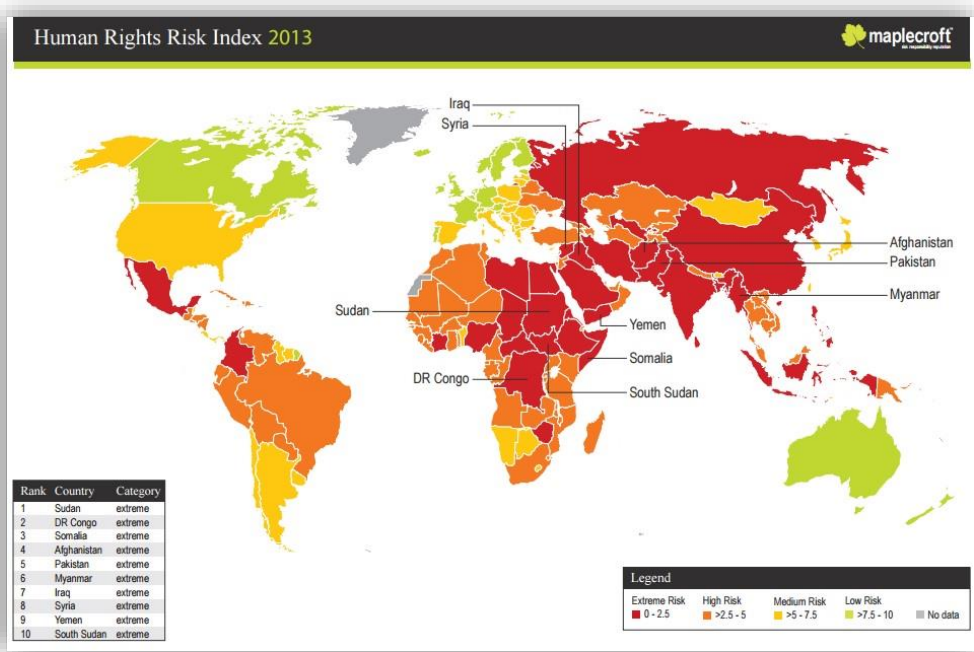 Human Rights Risk Index 2013
maplecroft
risk responsibility reputation
Iraq
Syria
Afghanistan
Pakistan
Myanmar
Sudan
Yemen
Somalia
DR Congo
South Sudan
Rank Country Category
1 Sudan extreme
2 DR Congo extreme
3 Somalia extreme
4 Afghanistan extreme
5 Pakistan extreme
6 Myanmar extreme
7 Iraq extreme
8 Syria extreme
9 Yemen extreme
10 South Sudan extreme
Legend
Extreme Risk High Risk Medium Risk Low Risk
0 - 2.5 >2.5 - 5 >5 - 7.5 >7.5 - 10 No data